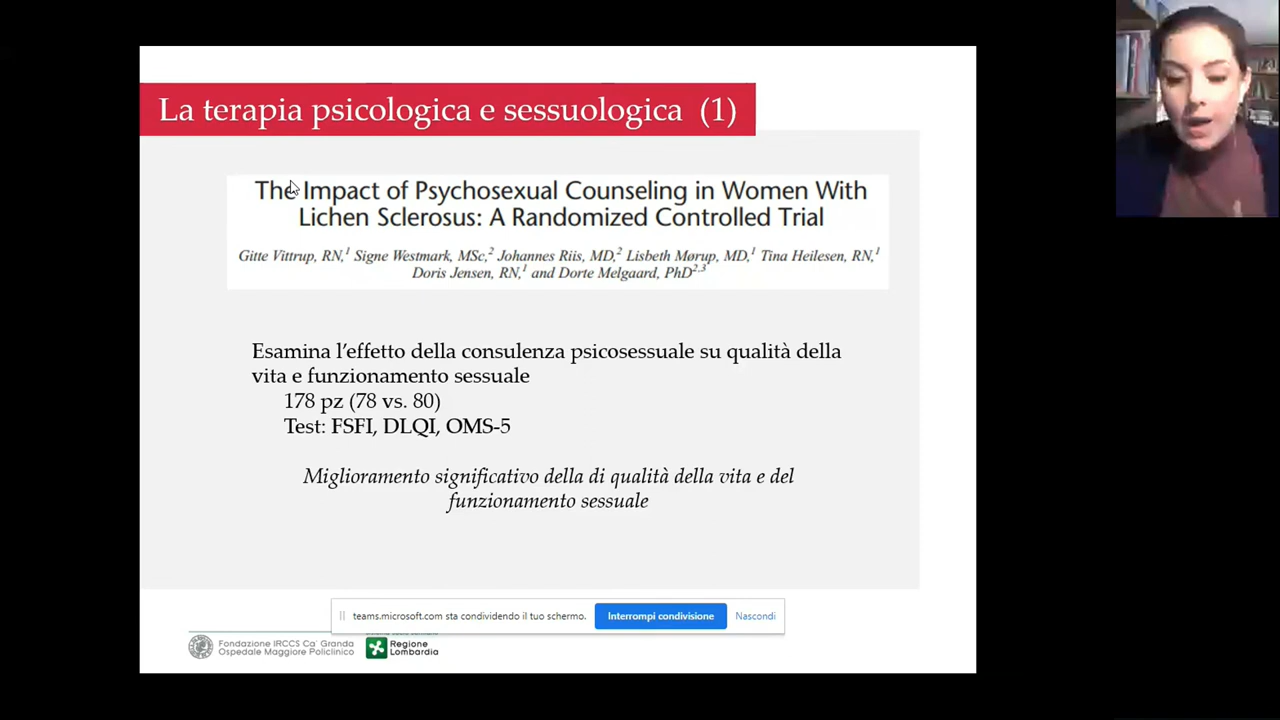 La terapia psicologica e sessuologica (1)
The Impact of Psychosexual Counseling in Women With
Lichen Sclerosus: A Randomized Controlled Trial
Gitte Vittrup, RN,1 Signe Westmark, MSc,2 Johannes Riis, MD,2 Lisbeth Mørup, MD,1 Tina Heilesen, RN,1
Doris Jensen, RN,1 and Dorte Melgaard, PhD2,3
Esamina l'effetto della consulenza psicosessuale su qualità della
vita e funzionamento sessuale
178 pz (78 vs. 80)
Test: FSFI, DLQI, OMS-5
Miglioramento significativo della di qualità della vita e del
funzionamento sessuale
teams.microsoft.com sta condividendo il tuo schermo.
Interrompi condivisione
Nascondi
Fondazione IRCCS Ca' Granda
Ospedale Maggiore Policlinico
Regione
Lombardia